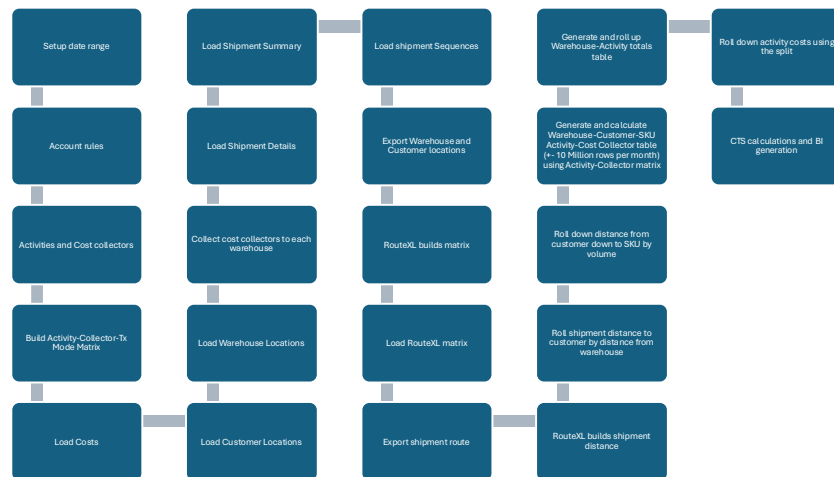 Setup date range
Account rules
Activities and Cost collectors
Build Activity-Collector-Tx
Mode Matrix
Load Costs
Load Customer Locations
Load Warehouse Locations
Collect cost collectors to each
warehouse
Load Shipment Details
Load Shipment Summary
Load shipment Sequences
Export Warehouse and
Customer locations
RouteXL builds matrix
Load RouteXL matrix
Export shipment route
RouteXL builds shipment
distance
Roll shipment distance to
customer by distance from
warehouse
Roll down distance from
customer down to SKU by
volume
Generate and calculate
Warehouse-Customer-SKU
Activity-Cost Collector table
(+- 10 Million rows per month)
using Activity-Collector matrix
Generate and roll up
Warehouse-Activity totals
table
Roll down activity costs using
the split
CTS calculations and BI
generation